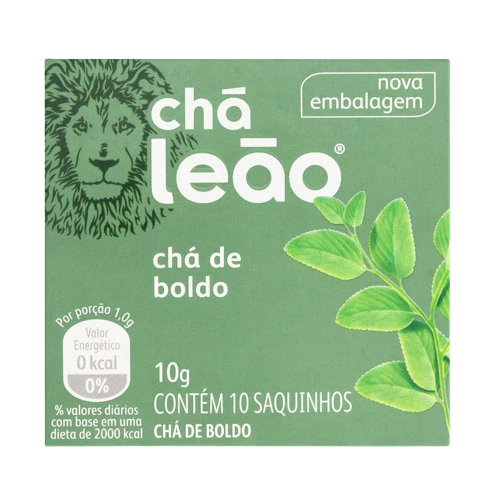 nova
embalagem
chá
leão®
chá de
boldo
Por porção 1,0g
Valor
Energético
0 kcal
0%
% valores diários
com base em uma
dieta de 2000 kcal
10g
CONTÉM 10 SAQUINHOS
CHÁ DE BOLDO